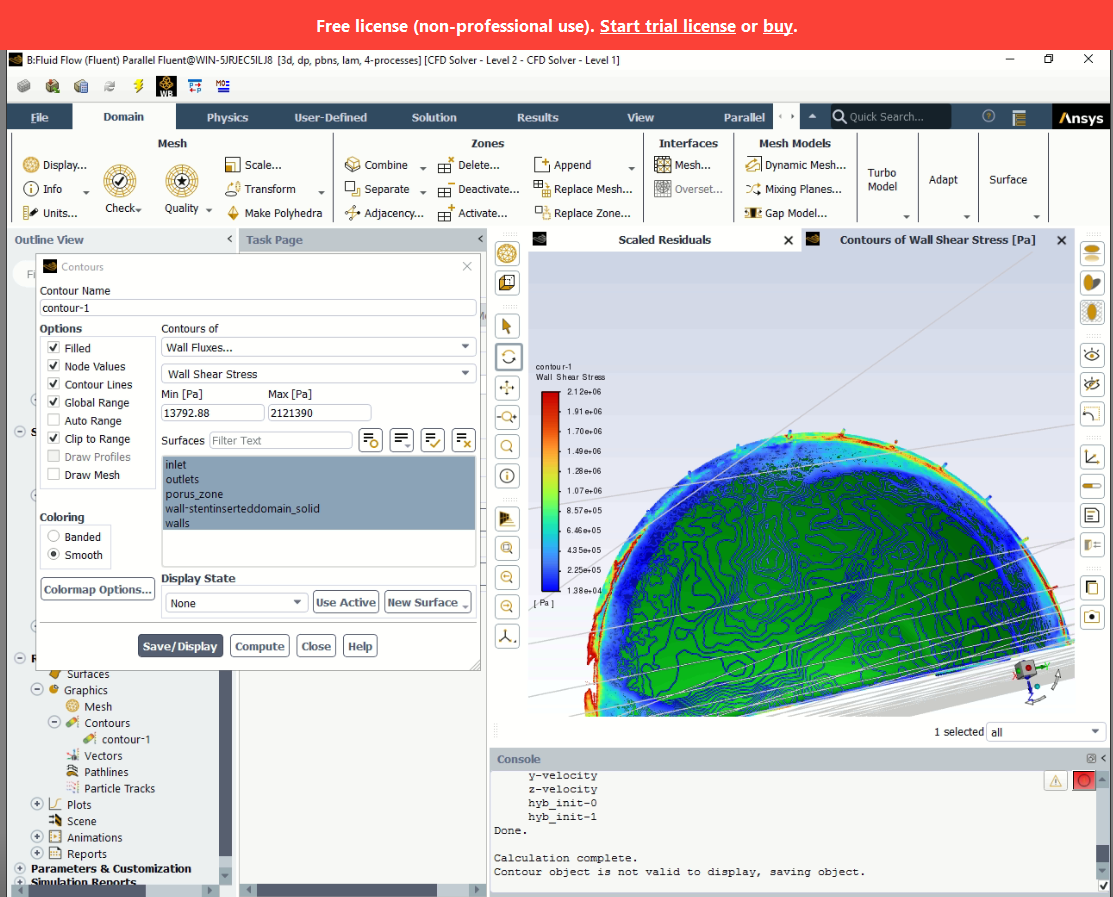 Free license (non-professional use). Start trial license or buy.
B:Fluid Flow (Fluent) Parallel Fluent@WIN-5JRJEC5ILJ8 [3d, dp, pbns, lam, 4-processes] [CFD Solver - Level 2 - CFD Solver - Level 1]
WB
File Domain Physics User-Defined Solution Results View Parallel Quick Search... Ansys
Mesh Zones Interfaces Mesh Models
Display... Scale... Combine Delete... Append Mesh... Dynamic Mesh...
Info Transform Separate Deactivate... Replace Mesh... Overset... Mixing Planes...
Units... Check Quality Make Polyhedra Adjacency... Activate... Replace Zone... Gap Model...
Turbo Model Adapt Surface
Outline View Task Page
Scaled Residuals Contours of Wall Shear Stress [Pa]
Contours
Contour Name
contour-1
Options
Filled
Node Values
Contour Lines
Global Range
Auto Range
Clip to Range
Draw Profiles
Draw Mesh
Coloring
Banded
Smooth
Colormap Options...
Contours of
Wall Fluxes...
Wall Shear Stress
Min [Pa] Max [Pa]
13792.88 2121390
Surfaces Filter Text
inlet
outlets
porus_zone
wall-stentinserteddomain_solid
walls
Display State
None Use Active New Surface
Save/Display Compute Close Help
Surfaces
Graphics
Mesh
Contours
contour-1
Vectors
Pathlines
Particle Tracks
Plots
Scene
Animations
Reports
Parameters & Customization
Simulation Reports
contour-1
Wall Shear Stress
2.12e+06
1.91e+06
1.70e+06
1.49e+06
1.28e+06
1.07e+06
8.57e+05
6.46e+05
4.35e+05
2.25e+05
1.38e+04
[ Pa ]
1 selected all
Console
y-velocity
z-velocity
hyb_init-0
hyb_init-1
Done.
Calculation complete.
Contour object is not valid to display, saving object.